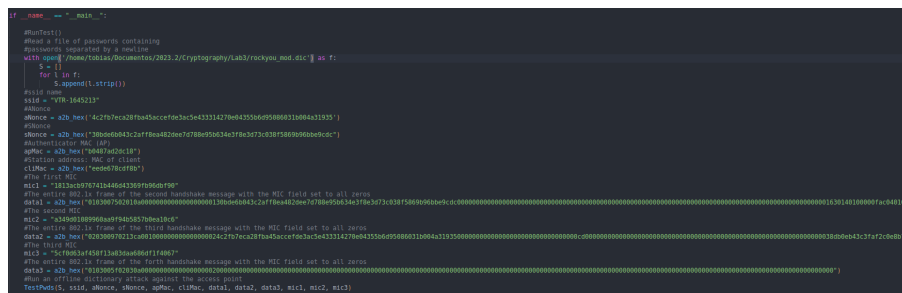 if __name__ == "__main__":
#RunTest()
#Read a file of passwords containing
#passwords separated by a newline
with open('/home/tobias/Documentos/2023.2/Cryptography/Lab3/rockyou_mod.dic') as f:
S = []
for l in f:
S.append(l.strip())
#ssid name
ssid = "VTR-1645213"
#ANonce
aNonce = a2b_hex('4c2fb7eca28fba45accefde3ac5e433314270e04355b6d95086031b004a31935')
#SNonce
sNonce = a2b_hex("30bde6b043c2aff8ea482dee7d788e95b634e3f8e3d73c038f5869b96bbe9cdc")
#Authenticator MAC (AP)
apMac = a2b_hex("b0487ad2dc18")
#Station address: MAC of client
cliMac = a2b_hex("eede678cdf8b")
#The first MIC
mic1 = "1813acb976741b446d43369fb96dbf90"
#The entire 802.1x frame of the second handshake message with the MIC field set to all zeros
data1 = a2b_hex(
#The second MIC
mic2 = "a349d01089960aa9f94b5857b0ea10c6"
#The entire 802.1x frame of the third handshake message with the MIC field set to all zeros
data2 = a2b_hex(
#The third MIC
mic3 = "5cf0d63af458f13a83daa686df1f4067"
#The entire 802.1x frame of the forth handshake message with the MIC field set to all zeros
data3 = a2b_hex(
#Run an offline dictionary attack against the access point
TestPwds(S, ssid, aNonce, sNonce, apMac, cliMac, data1, data2, data3, mic1, mic2, mic3)